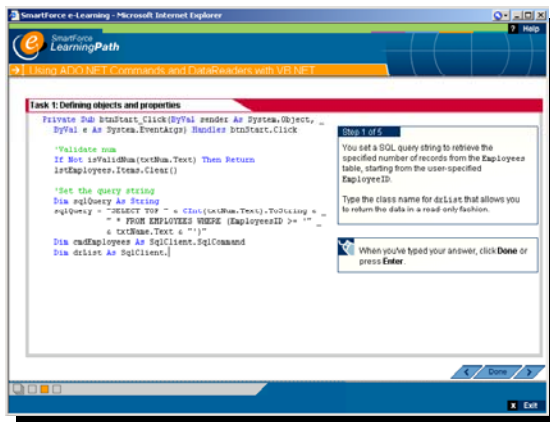 SmartForce e-Learning - Microsoft Internet Explorer
? Help
SmartForce
e LearningPath
Using ADO.NET Commands and DataReaders with VB.NET
Task 1: Defining objects and properties
Private Sub btnStart_Click(ByVal sender As System.Object, _
ByVal e As System.EventArgs) Handles btnStart.Click
'Validate num
If Not isValidNum(txtNum.Text) Then Return
lstEmployees.Items.Clear()
'Set the query string
Dim sqlQuery As String
sqlQuery = "SELECT TOP " & CInt(txtNum.Text).ToString & _
" * FROM EMPLOYEES WHERE (EmployeesID >= '" _
& txtName.Text & "')"
Dim cmdEmployees As SqlClient.SqlCommand
Dim drList As SqlClient.
Step 1 of 5
You set a SQL query string to retrieve the
specified number of records from the Employees
table, starting from the user-specified
EmployeeID.
Type the class name for drList that allows you
to return the data in a read-only fashion.
When you've typed your answer, click Done or
press Enter.
< Done >
x Exit